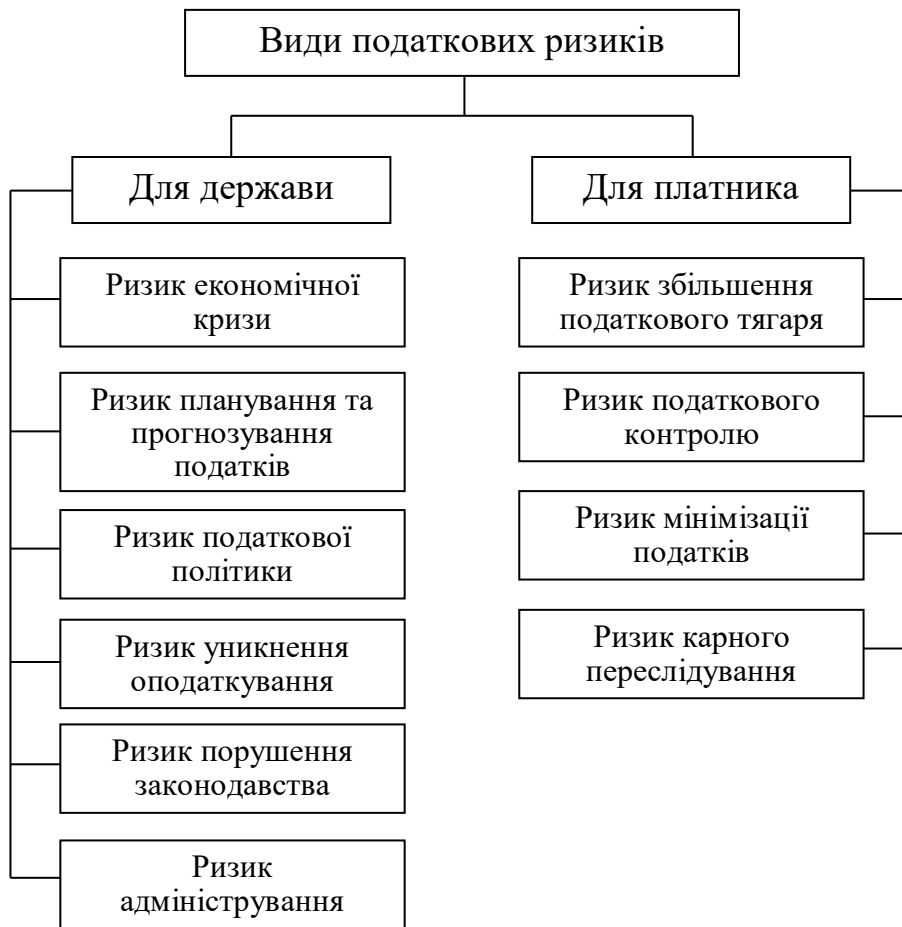 Види податкових ризиків
Для держави
Ризик економічної
кризи
Ризик планування та
прогнозування
податків
Ризик податкової
політики
Ризик уникнення
оподаткування
Ризик порушення
законодавства
Ризик
адміністрування
Для платника
Ризик збільшення
податкового тягаря
Ризик податкового
контролю
Ризик мінімізації
податків
Ризик карного
переслідування